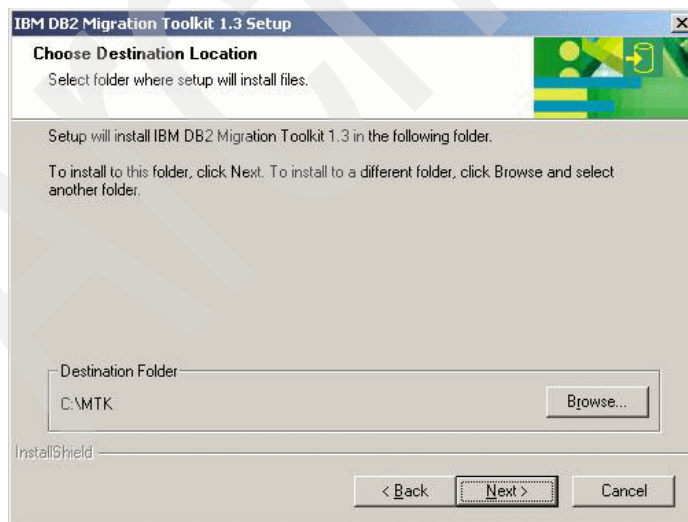 IBM DB2 Migration Toolkit 1.3 Setup
Choose Destination Location
Select folder where setup will install files.
Setup will install IBM DB2 Migration Toolkit 1.3 in the following folder.
To install to this folder, click Next. To install to a different folder, click Browse and select
another folder.
Destination Folder
C:\MTK
Browse...
InstallShield
< Back
Next >
Cancel